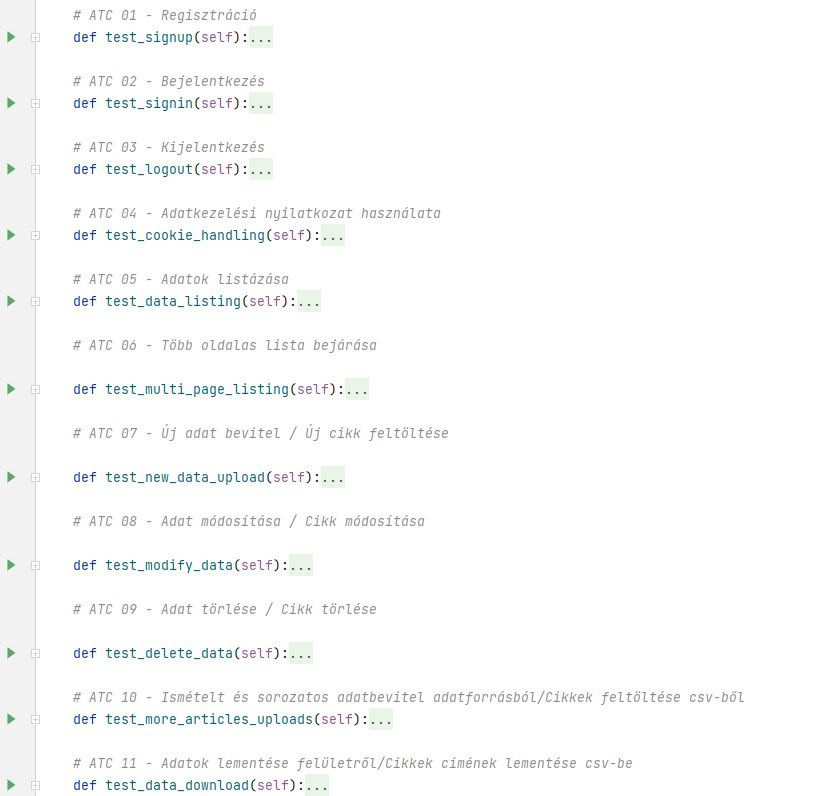 # ATC 01 - Regisztráció
def test_signup(self):...
# ATC 02 - Bejelentkezés
def test_signin(self):...
# ATC 03 - Kijelentkezés
def test_logout(self):...
# ATC 04 - Adatkezelési nyilatkozat használata
def test_cookie_handling(self):...
# ATC 05 - Adatok listázása
def test_data_listing(self):...
# ATC 06 - Több oldalas lista bejárása
def test_multi_page_listing(self):...
# ATC 07 - Új adat bevitel / Új cikk feltöltése
def test_new_data_upload(self):...
# ATC 08 - Adat módosítása / Cikk módosítása
def test_modify_data(self):...
# ATC 09 - Adat törlése / Cikk törlése
def test_delete_data(self):...
# ATC 10 - Ismételt és sorozatos adatbevitel adatforrásból/Cikkek feltöltése csv-ből
def test_more_articles_uploads(self):...
# ATC 11 - Adatok lementése felületről/Cikkek címének lementése csv-be
def test_data_download(self):...